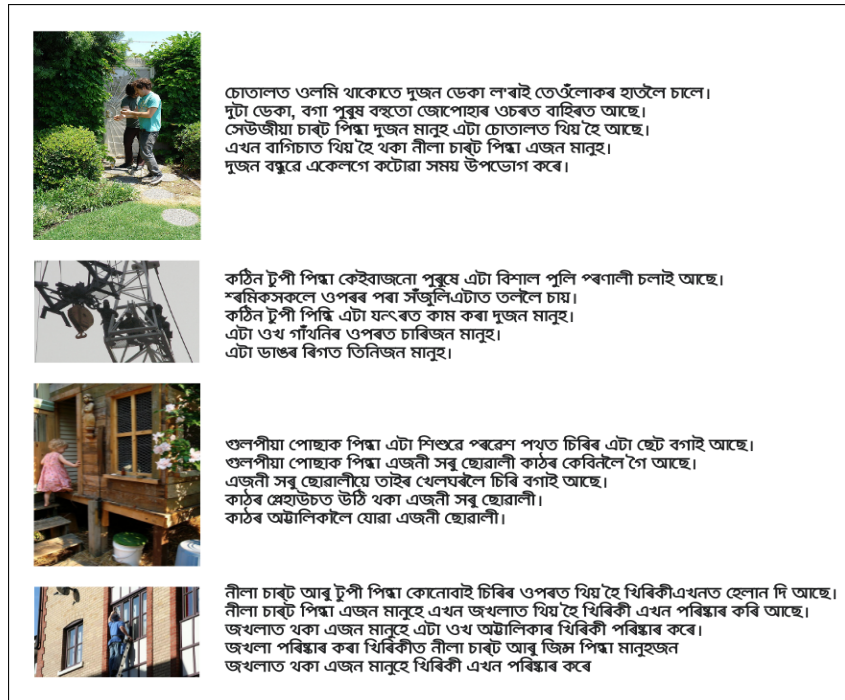 চোতালত ওলমি থাকোতে দুজন ডেকা ল'ৰাই তেওঁলোকৰ হাতলৈ চালে।
দুটা ডেকা, বগা পুৰুষ বহুতো জোপোহাৰ ওচৰত বাহিৰত আছে।
সেউজীয়া চাৰ্ট পিন্ধা দুজন মানুহ এটা চোতালত থিয় হৈ আছে।
এখন বাগিচাত থিয় হৈ থকা নীলা চাৰ্ট পিন্ধা এজন মানুহ।
দুজন বন্ধুৱে একেলগে কটোৱা সময় উপভোগ কৰে।
কঠিন টুপী পিন্ধা কেইবাজনো পুৰুষে এটা বিশাল পুলি প্ৰণালী চলাই আছে।
শ্ৰমিকসকলে ওপৰৰ পৰা সঁজুলিএটাত তললৈ চায়।
কঠিন টুপী পিন্ধি এটা যন্ত্ৰত কাম কৰা দুজন মানুহ।
এটা ওখ গাঁথনিৰ ওপৰত চাৰিজন মানুহ।
এটা ডাঙৰ ৰিগত তিনিজন মানুহ।
গুলপীয়া পোছাক পিন্ধা এটা শিশুৱে প্ৰৱেশ পথত চিৰিৰ এটা ছেট বগাই আছে।
গুলপীয়া পোছাক পিন্ধা এজনী সৰু ছোৱালী কাঠৰ কেবিনলৈ গৈ আছে।
এজনী সৰু ছোৱালীয়ে তাইৰ খেলঘৰলৈ চিৰি বগাই আছে।
কাঠৰ প্লেহাউচত উঠি থকা এজনী সৰু ছোৱালী।
কাঠৰ অট্টালিকালৈ যোৱা এজনী ছোৱালী।
নীলা চাৰ্ট আৰু টুপী পিন্ধা কোনোবাই চিৰিৰ ওপৰত থিয় হৈ খিৰিকীএখনত হেলান দি আছে।
নীলা চাৰ্ট পিন্ধা এজন মানুহে এখন জখলাত থিয় হৈ খিৰিকী এখন পৰিষ্কাৰ কৰি আছে।
জখলাত থকা এজন মানুহে এটা ওখ অট্টালিকাৰ খিৰিকী পৰিষ্কাৰ কৰে।
জখলা পৰিষ্কাৰ কৰা খিৰিকীত নীলা চাৰ্ট আৰু জিন্স পিন্ধা মানুহজন
জখলাত থকা এজন মানুহে খিৰিকী এখন পৰিষ্কাৰ কৰে